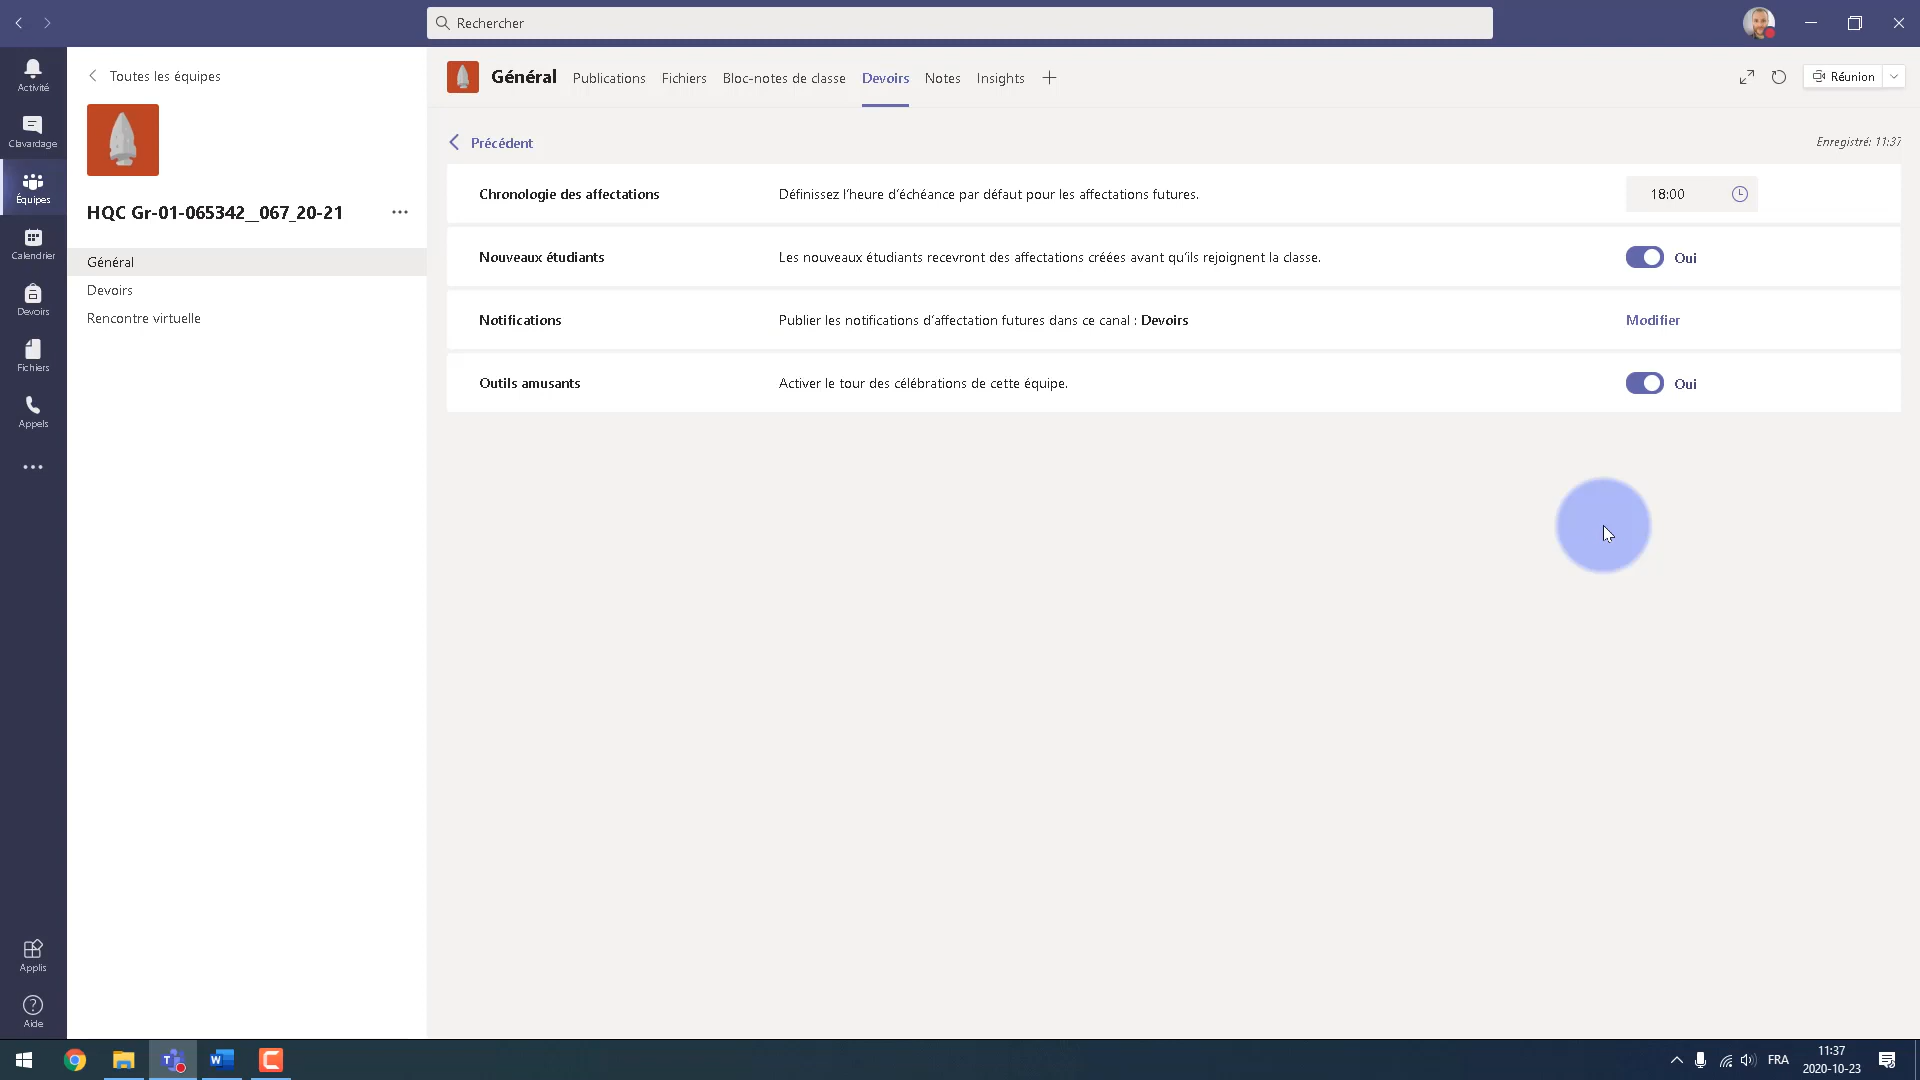 Rechercher
Activité
Clavardage
Équipes
Calendrier
Devoirs
Fichiers
Appels
Applis
Aide
Toutes les équipes
HQC Gr-01-065342__067_20-21
Général
Devoirs
Rencontre virtuelle
Général Publications Fichiers Bloc-notes de classe Devoirs Notes Insights
Réunion
Précédent
Enregistré: 11:37
Chronologie des affectations Définissez l'heure d'échéance par défaut pour les affectations futures. 18:00
Nouveaux étudiants Les nouveaux étudiants recevront des affectations créées avant qu'ils rejoignent la classe. Oui
Notifications Publier les notifications d'affectation futures dans ce canal : Devoirs Modifier
Outils amusants Activer le tour des célébrations de cette équipe. Oui
FRA
11:37
2020-10-23